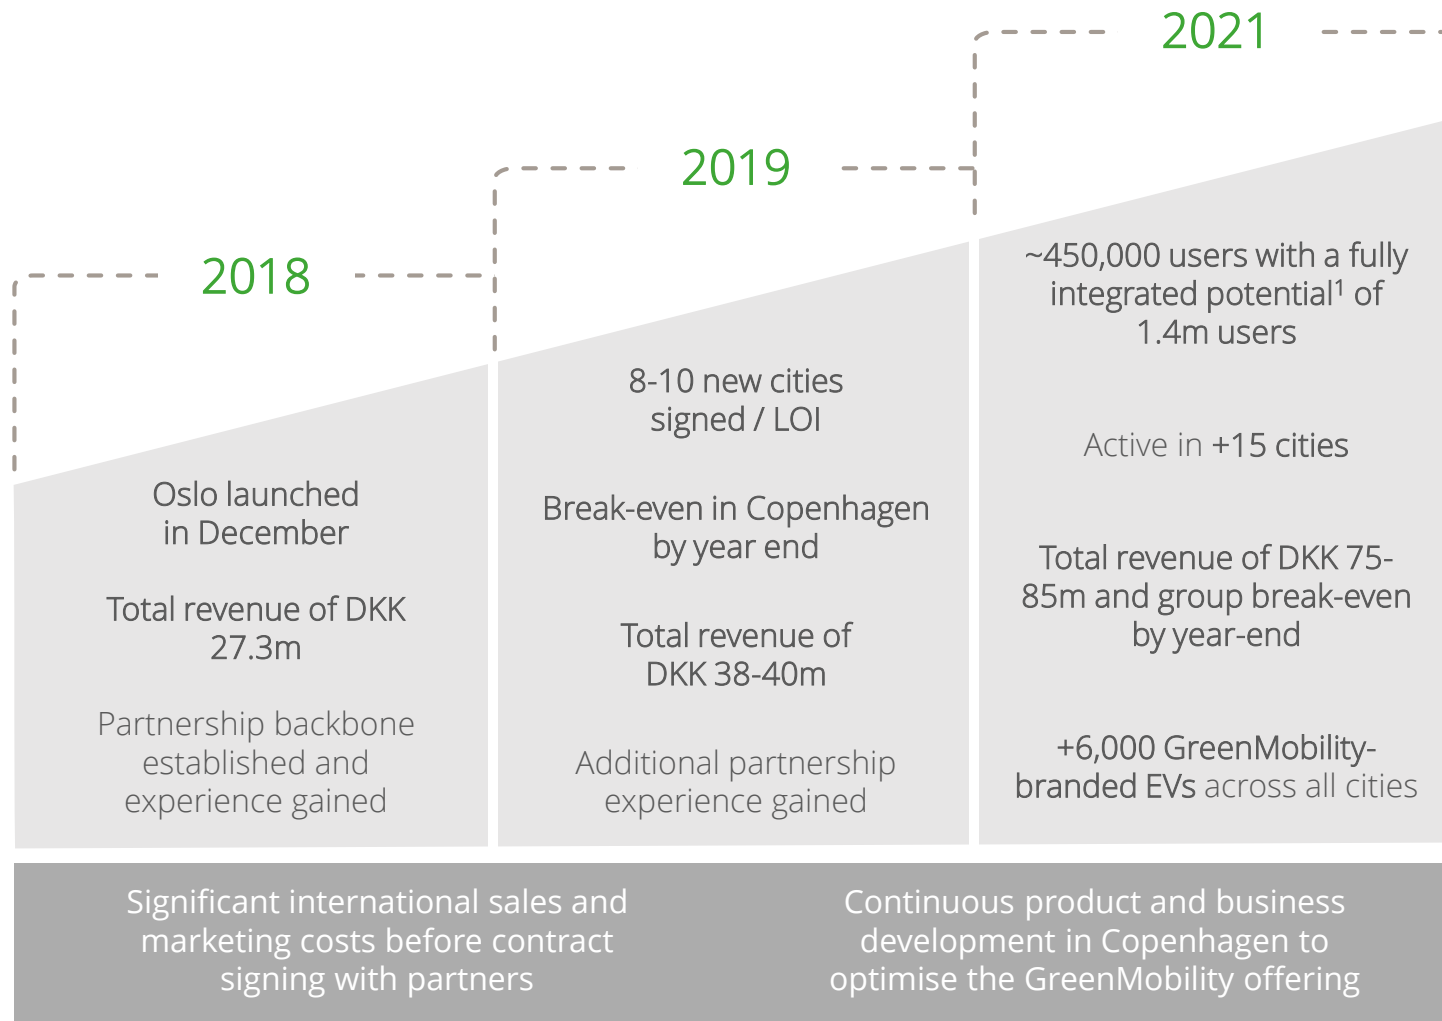 2018
Oslo launched
in December
Total revenue of DKK
27.3m
Partnership backbone
established and
experience gained
2019
8-10 new cities
signed / LOI
Break-even in Copenhagen
by year end
Total revenue of
DKK 38-40m
Additional partnership
experience gained
2021
~450,000 users with a fully
integrated potential¹ of
1.4m users
Active in +15 cities
Total revenue of DKK 75-
85m and group break-even
by year-end
+6,000 GreenMobility-
branded EVs across all cities
Significant international sales and
marketing costs before contract
signing with partners
Continuous product and business
development in Copenhagen to
optimise the GreenMobility offering